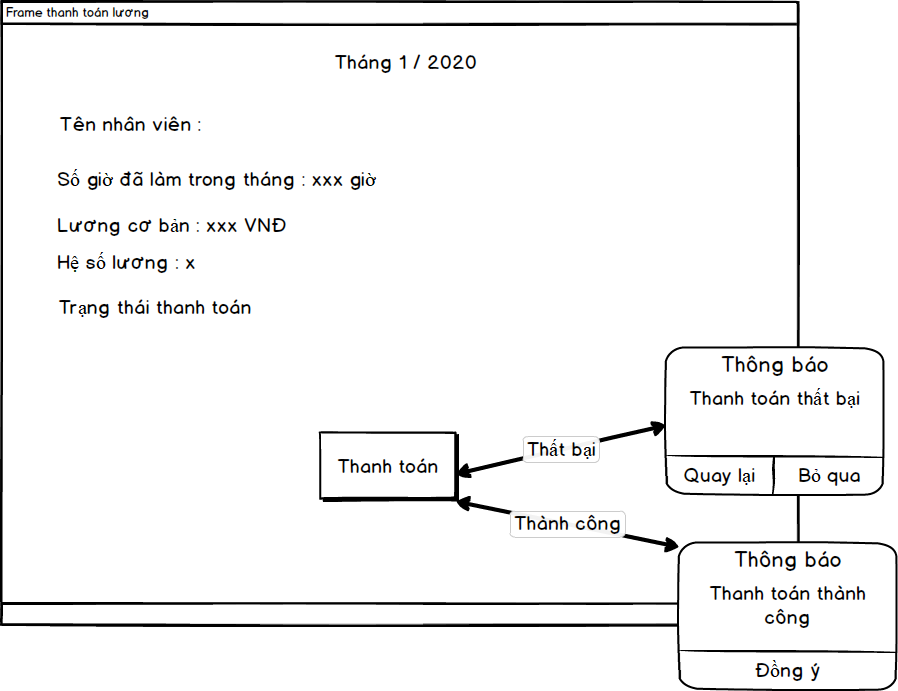 Frame thanh toán lương
Tháng 1 / 2020
Tên nhân viên :
Số giờ đã làm trong tháng : xxx giờ
Lương cơ bản : xxx VNĐ
Hệ số lương : x
Trạng thái thanh toán
Thông báo
Thanh toán thất bại
Thất bại
Thanh toán
Quay lại
Bỏ qua
Thành công
Thông báo
Thanh toán thành
công
Đồng ý